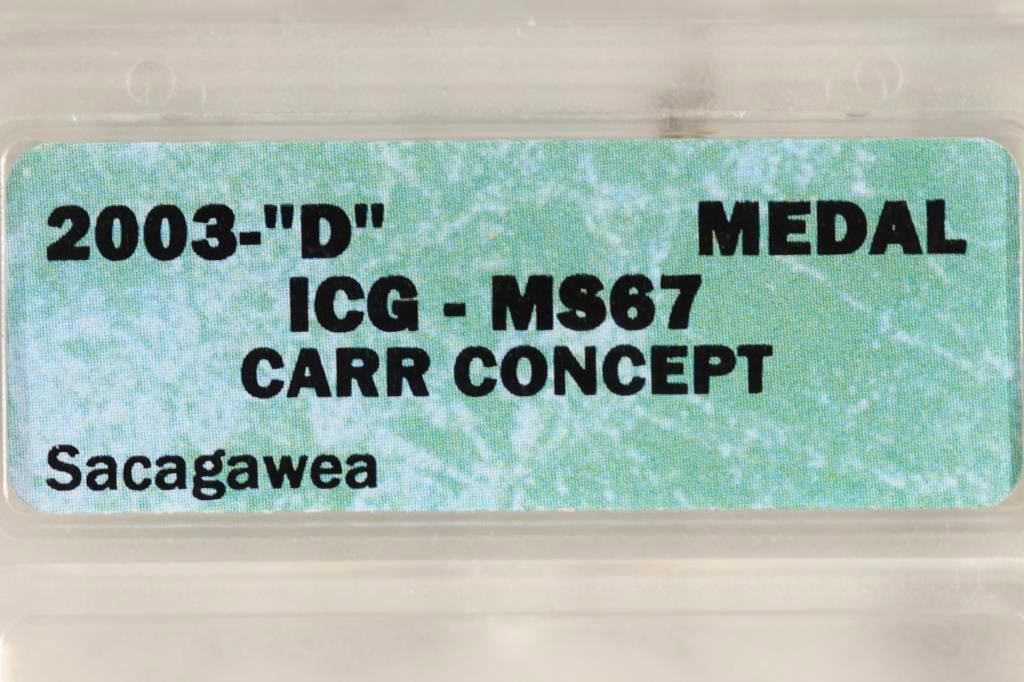 2003-"D" MEDAL
ICG - MS67
CARR CONCEPT
Sacagawea